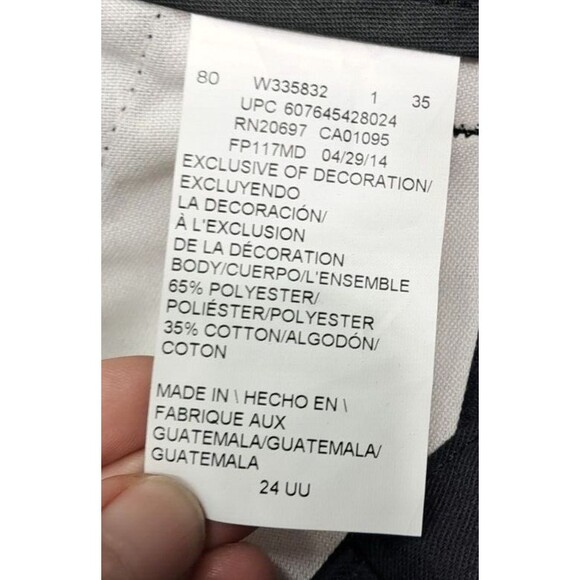 80 W335832 1 35
UPC 607645428024
RN20697 CA01095
FP117MD 04/29/14
EXCLUSIVE OF DECORATION/
EXCLUYENDO
LA DECORACIÓN/
À L'EXCLUSION
DE LA DÉCORATION
BODY/CUERPO/L'ENSEMBLE
65% POLYESTER/
POLIÉSTER/POLYESTER
35% COTTON/ALGODÓN/
COTON
MADE IN \ HECHO EN \
FABRIQUE AUX
GUATEMALA/GUATEMALA/
GUATEMALA
24 UU